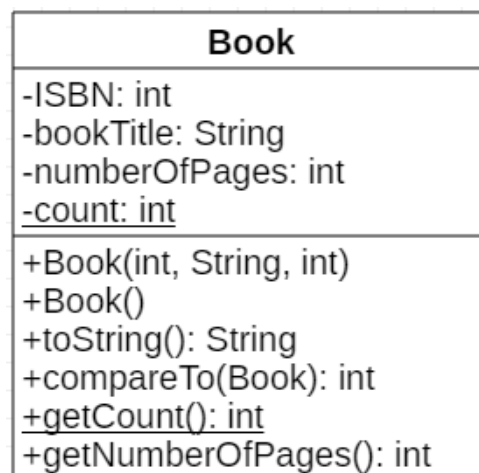 Book
-ISBN: int
-bookTitle: String
-numberOfPages: int
-count: int
+Book(int, String, int)
+Book()
+toString(): String
+compareTo(Book): int
+getCount(): int
+getNumberOfPages(): int